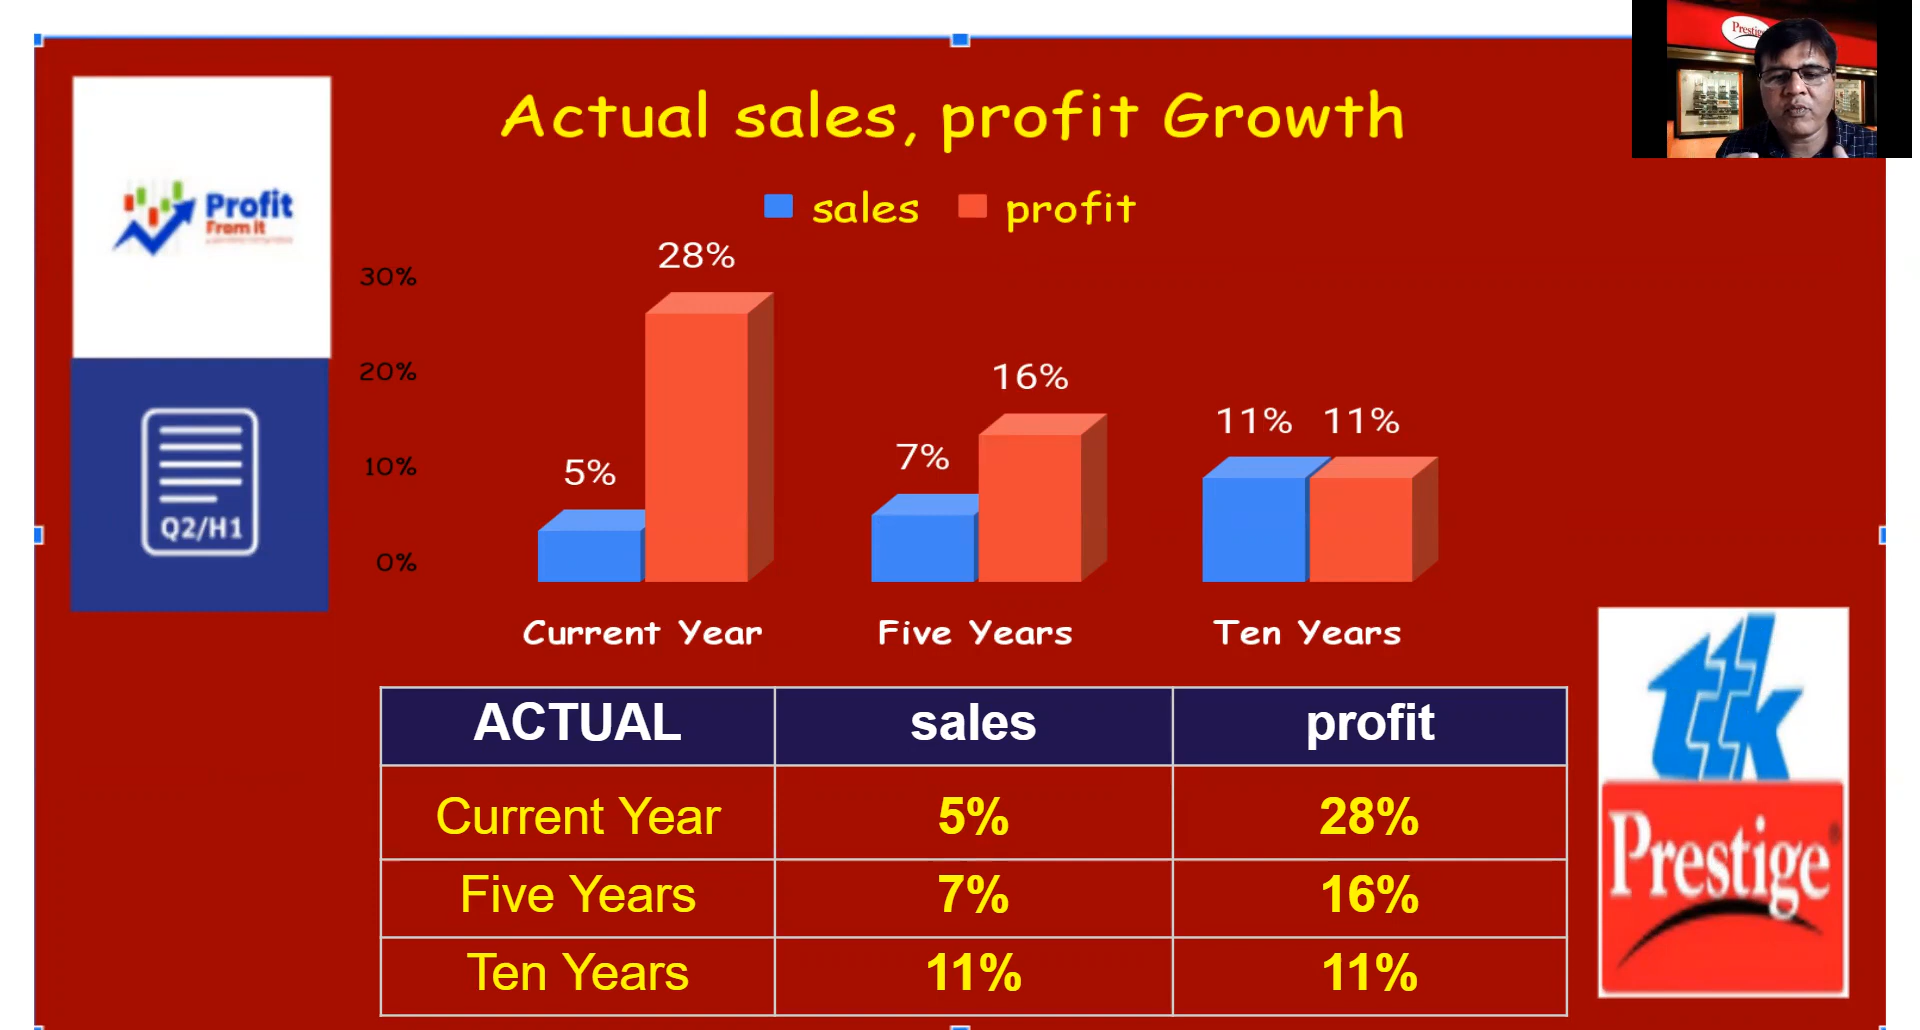 Prestige
Actual sales, profit Growth
sales profit
Profit
From it
28%
30%
16%
20%
11% 11%
7%
5%
10%
Q2/H1
0%
Current Year Five Years Ten Years
ACTUAL sales profit
Current Year 5% 28%
Five Years 7% 16%
Ten Years 11% 11%
ttk
Prestige